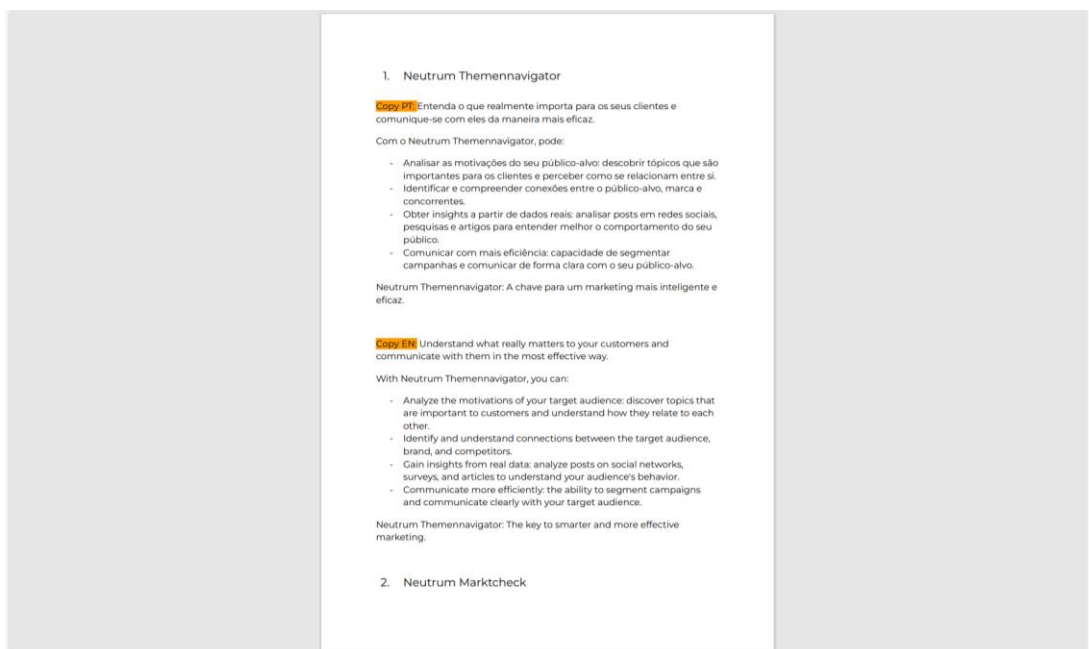 1. Neutrum Themennavigator
Copy PT: Entenda o que realmente importa para os seus clientes e
comunique-se com eles da maneira mais eficaz.
Com o Neutrum Themennavigator, pode:
- Analisar as motivações do seu público-alvo: descobrir tópicos que são
importantes para os clientes e perceber como se relacionam entre si.
- Identificar e compreender conexões entre o público-alvo, marca e
concorrentes.
- Obter insights a partir de dados reais: analisar posts em redes sociais,
pesquisas e artigos para entender melhor o comportamento do seu
público.
- Comunicar com mais eficiência: capacidade de segmentar
campanhas e comunicar de forma clara com o seu público-alvo.
Neutrum Themennavigator: A chave para um marketing mais inteligente e
eficaz.
Copy EN: Understand what really matters to your customers and
communicate with them in the most effective way.
With Neutrum Themennavigator, you can:
- Analyze the motivations of your target audience: discover topics that
are important to customers and understand how they relate to each
other.
- Identify and understand connections between the target audience,
brand, and competitors.
- Gain insights from real data: analyze posts on social networks,
surveys, and articles to understand your audience's behavior.
- Communicate more efficiently: the ability to segment campaigns
and communicate clearly with your target audience.
Neutrum Themennavigator: The key to smarter and more effective
marketing.
2. Neutrum Marktcheck